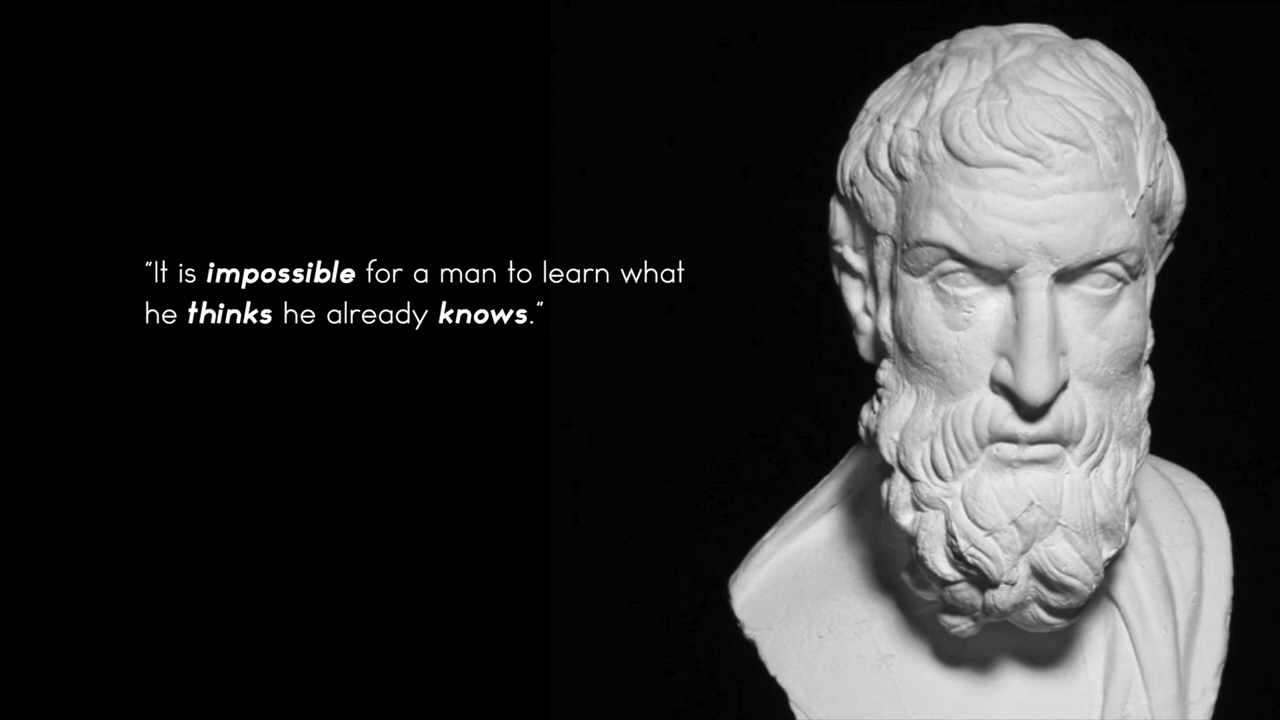 “It is impossible for a man to learn what
he thinks he already knows.”